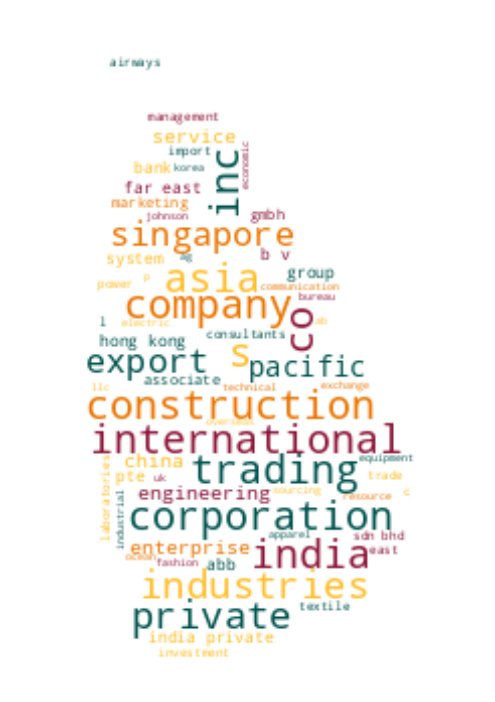 airways
management
service
import
economic
bank korea
inc
far east
marketing
johnson
gmbh
singapore
b v
system ag
asia
group
power p
communication
company
bureau
co
l electric
ab
consultants
hong kong
s
export
pacific
associate
llc
technical
exchange
construction
overseas
international
china
trading
equipment
pte uk
trade
laboratories
industrial
engineering
sourcing
resource
c
corporation
apparel
sdn bhd
enterprise
india
east
ocean
fashion
abb
industries
private
textile
india private
investment